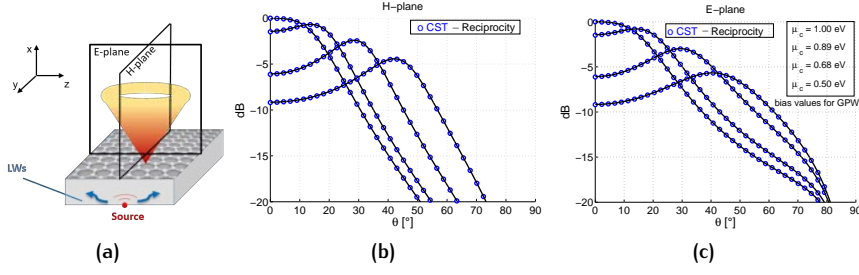 x
y
z
E-plane
H-plane
LWs
Source
(a)
H-plane
o CST – Reciprocity
dB
0
−5
−10
−15
−20
0 10 20 30 40 50 60 70 80 90
θ [°]
(b)
E-plane
o CST – Reciprocity
μc = 1.00 eV
μc = 0.89 eV
μc = 0.68 eV
μc = 0.50 eV
bias values for GPW
dB
0
−5
−10
−15
−20
0 10 20 30 40 50 60 70 80 90
θ [°]
(c)